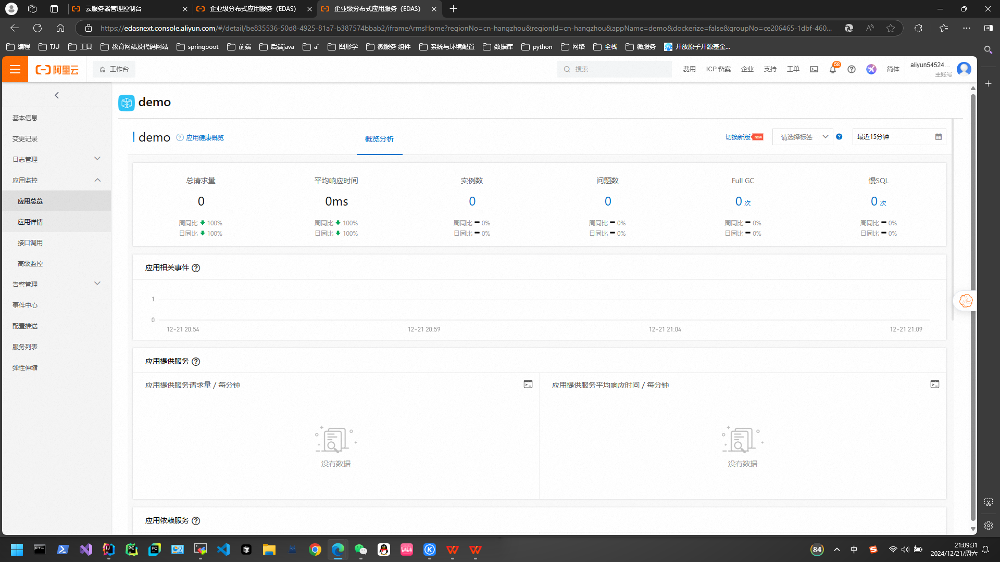 云服务器管理控制台
企业级分布式应用服务（EDAS）
企业级分布式应用服务（EDAS）
https://edasnext.console.aliyun.com/#/detail/be835536-50d8-4925-81a7-b387574bbab2/iframeArmsHome?regionNo=cn-hangzhou&regionId=cn-hangzhou&appName=demo&dockerize=false&groupNo=ce206465-1dbf-460...
编程 TJU 工具 教育网站及代码网站 springboot 前端 后端java ai 图形学 微服务 组件 系统与环境配置 数据库 python 网络 全栈 微服务 开放原子开源基金...
阿里云 工作台 搜索... 费用 ICP 备案 企业 支持 工单 58 简体 aliyun54524...
主账号
基本信息
变更记录
日志管理
应用监控
应用总览
应用详情
接口调用
高级监控
告警管理
事件中心
配置推送
服务列表
弹性伸缩
demo
demo 应用健康概览 概览分析 切换新版 new 请选择标签 最近15分钟
总请求量 平均响应时间 实例数 问题数 Full GC 慢SQL
0 0ms 0 0 0 次 0 次
周同比 100% 周同比 100% 周同比 0% 周同比 0% 周同比 0% 周同比 0%
日同比 100% 日同比 100% 日同比 0% 日同比 0% 日同比 0% 日同比 0%
应用相关事件
1
0
12-21 20:54 12-21 20:59 12-21 21:04 12-21 21:09
应用提供服务
应用提供服务请求量 / 每分钟 应用提供服务平均响应时间 / 每分钟
没有数据 没有数据
应用依赖服务
84 中 21:09:31
2024/12/21/周六